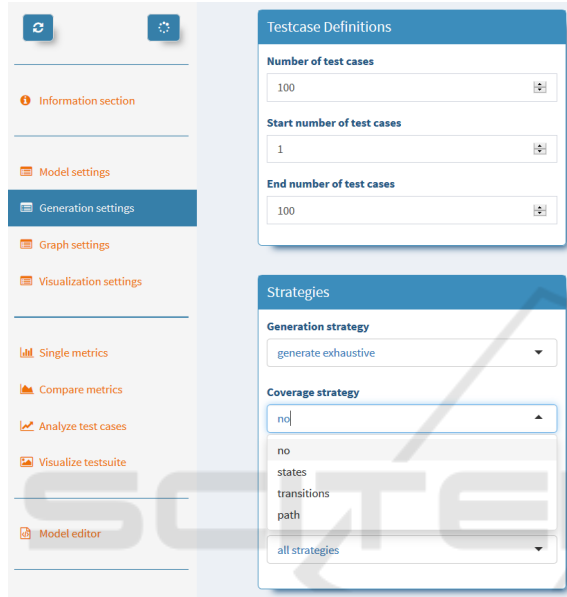 Information section
Model settings
Generation settings
Graph settings
Visualization settings
Single metrics
Compare metrics
Analyze test cases
Visualize testsuite
Model editor
Testcase Definitions
Number of test cases
100
Start number of test cases
1
End number of test cases
100
Strategies
Generation strategy
generate exhaustive
Coverage strategy
no
no
states
transitions
path
all strategies